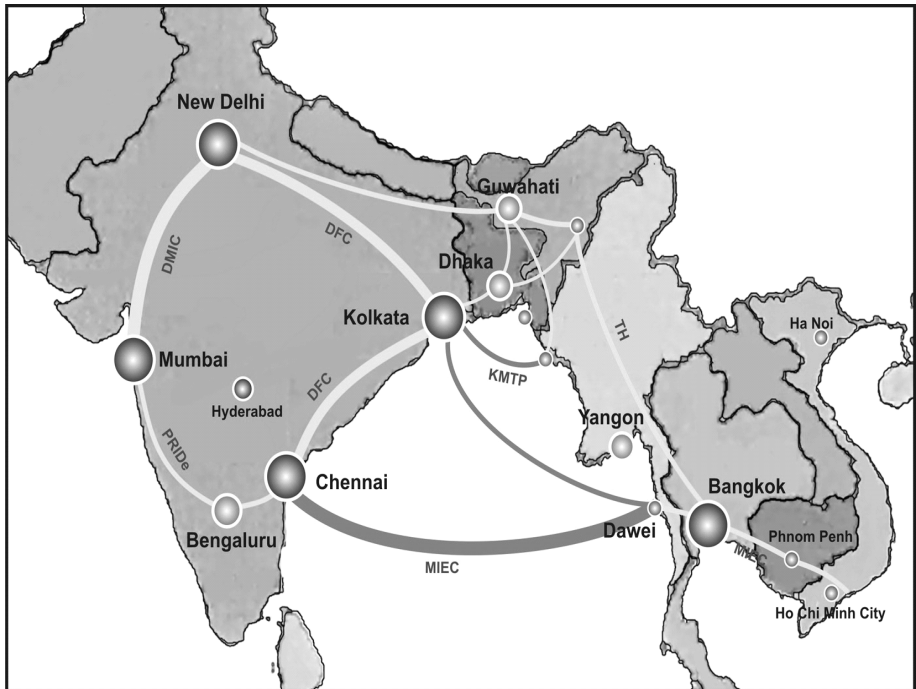 New Delhi
Guwahati
DFC
DMIC
Dhaka
Kolkata
TH
Ha Noi
Mumbai
KMTP
DFC
Hyderabad
Yangon
PRIDe
Chennai
Bangkok
Bengaluru
Dawei
Phnom Penh
MIEC
MIEC
Ho Chi Minh City